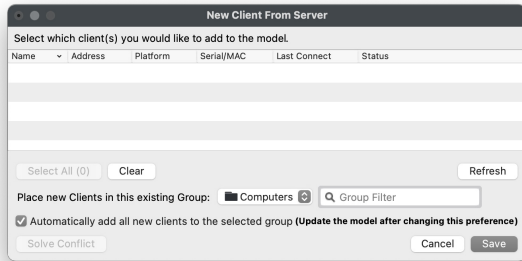 New Client From Server
Select which client(s) you would like to add to the model.
Name Address Platform Serial/MAC Last Connect Status
Select All (0) Clear Refresh
Place new Clients in this existing Group: Computers Group Filter
Automatically add all new clients to the selected group (Update the model after changing this preference)
Solve Conflict Cancel Save